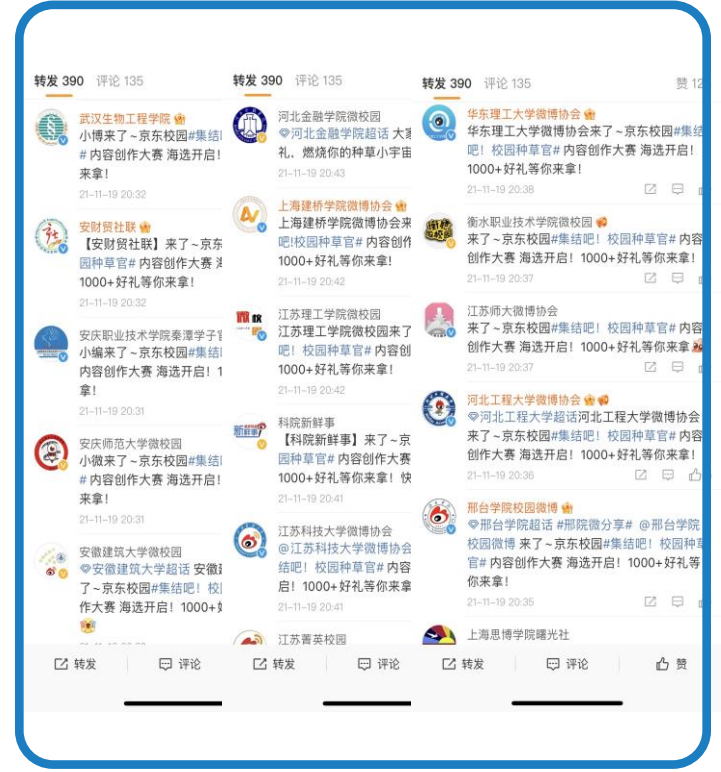 转发 390 评论 135
武汉生物工程学院
小博来了~京东校园#集结
# 内容创作大赛 海选开启!
来拿!
21-11-19 20:32
安财贸社联
【安财贸社联】来了~京东
园种草官# 内容创作大赛 海
1000+好礼等你来拿!
21-11-19 20:32
安庆职业技术学院秦潭学子
小编来了~京东校园#集结
内容创作大赛 海选开启! 1
拿!
21-11-19 20:31
安庆师范大学微校园
小微来了~京东校园#集结
# 内容创作大赛 海选开启!
来拿!
21-11-19 20:31
安徽建筑大学微校园
安徽建筑大学超话 安徽建
了~京东校园#集结吧! 校
作大赛 海选开启! 1000+
转发 评论
转发 390 评论 135
河北金融学院微校园
河北金融学院超话 大家
礼、燃烧你的种草小宇宙
21-11-19 20:43
上海建桥学院微博协会
上海建桥学院微博协会来
吧!校园种草官# 内容创作
1000+好礼等你来拿!
21-11-19 20:42
微校
江苏理工学院微校园
江苏理工学院微校园来了
吧! 校园种草官# 内容创
1000+好礼等你来拿!
21-11-19 20:42
新鲜事
科院新鲜事
【科院新鲜事】来了~京
园种草官# 内容创作大赛
1000+好礼等你来拿! 快
21-11-19 20:41
江苏科技大学微博协会
@江苏科技大学微博协会
结吧! 校园种草官# 内容
启! 1000+好礼等你来拿
21-11-19 20:41
江苏菁英校园
转发 评论
转发 390 评论 135 赞 12
华东理工大学微博协会
华东理工大学微博协会来了~京东校园#集结
吧! 校园种草官# 内容创作大赛 海选开启!
1000+好礼等你来拿!
21-11-19 20:38
衡水职业技术学院微校园
来了~京东校园#集结吧! 校园种草官# 内容
创作大赛 海选开启! 1000+好礼等你来拿!
21-11-19 20:37
江苏师大微博协会
来了~京东校园#集结吧! 校园种草官# 内容
创作大赛 海选开启! 1000+好礼等你来拿
21-11-19 20:37
河北工程大学微博协会
河北工程大学超话河北工程大学微博协会
来了~京东校园#集结吧! 校园种草官# 内容
创作大赛 海选开启! 1000+好礼等你来拿!
21-11-19 20:36
邢台学院校园微博
邢台学院超话 #邢院微分享# @邢台学院
校园微博 来了~京东校园#集结吧! 校园种草
官# 内容创作大赛 海选开启! 1000+好礼等
你来拿!
21-11-19 20:35
上海思博学院曙光社
转发 评论 赞